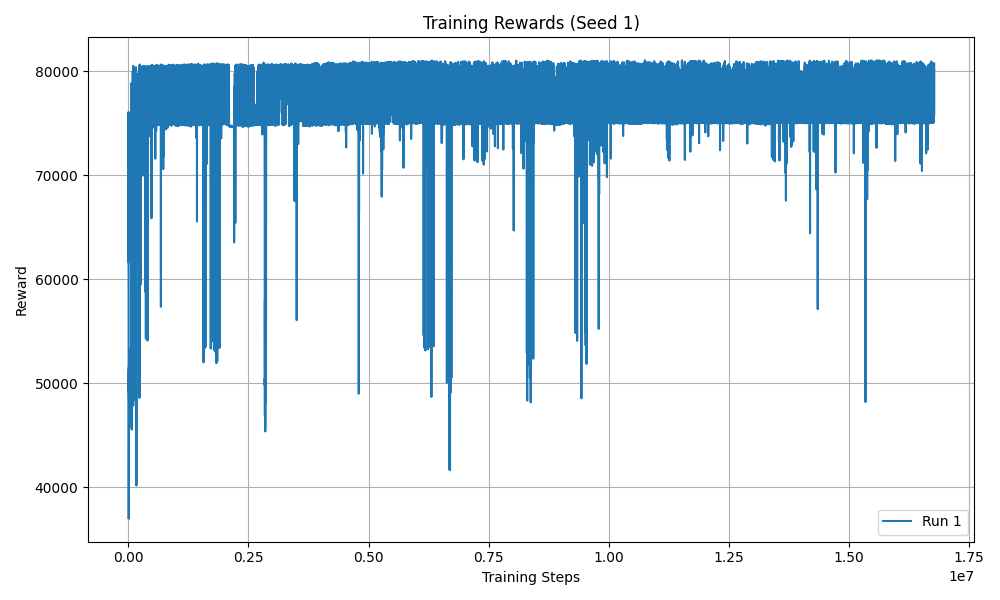 Training Rewards (Seed 1)
Reward
80000
70000
60000
50000
40000
Run 1
0.00 0.25 0.50 0.75 1.00 1.25 1.50 1.75
1e7
Training Steps